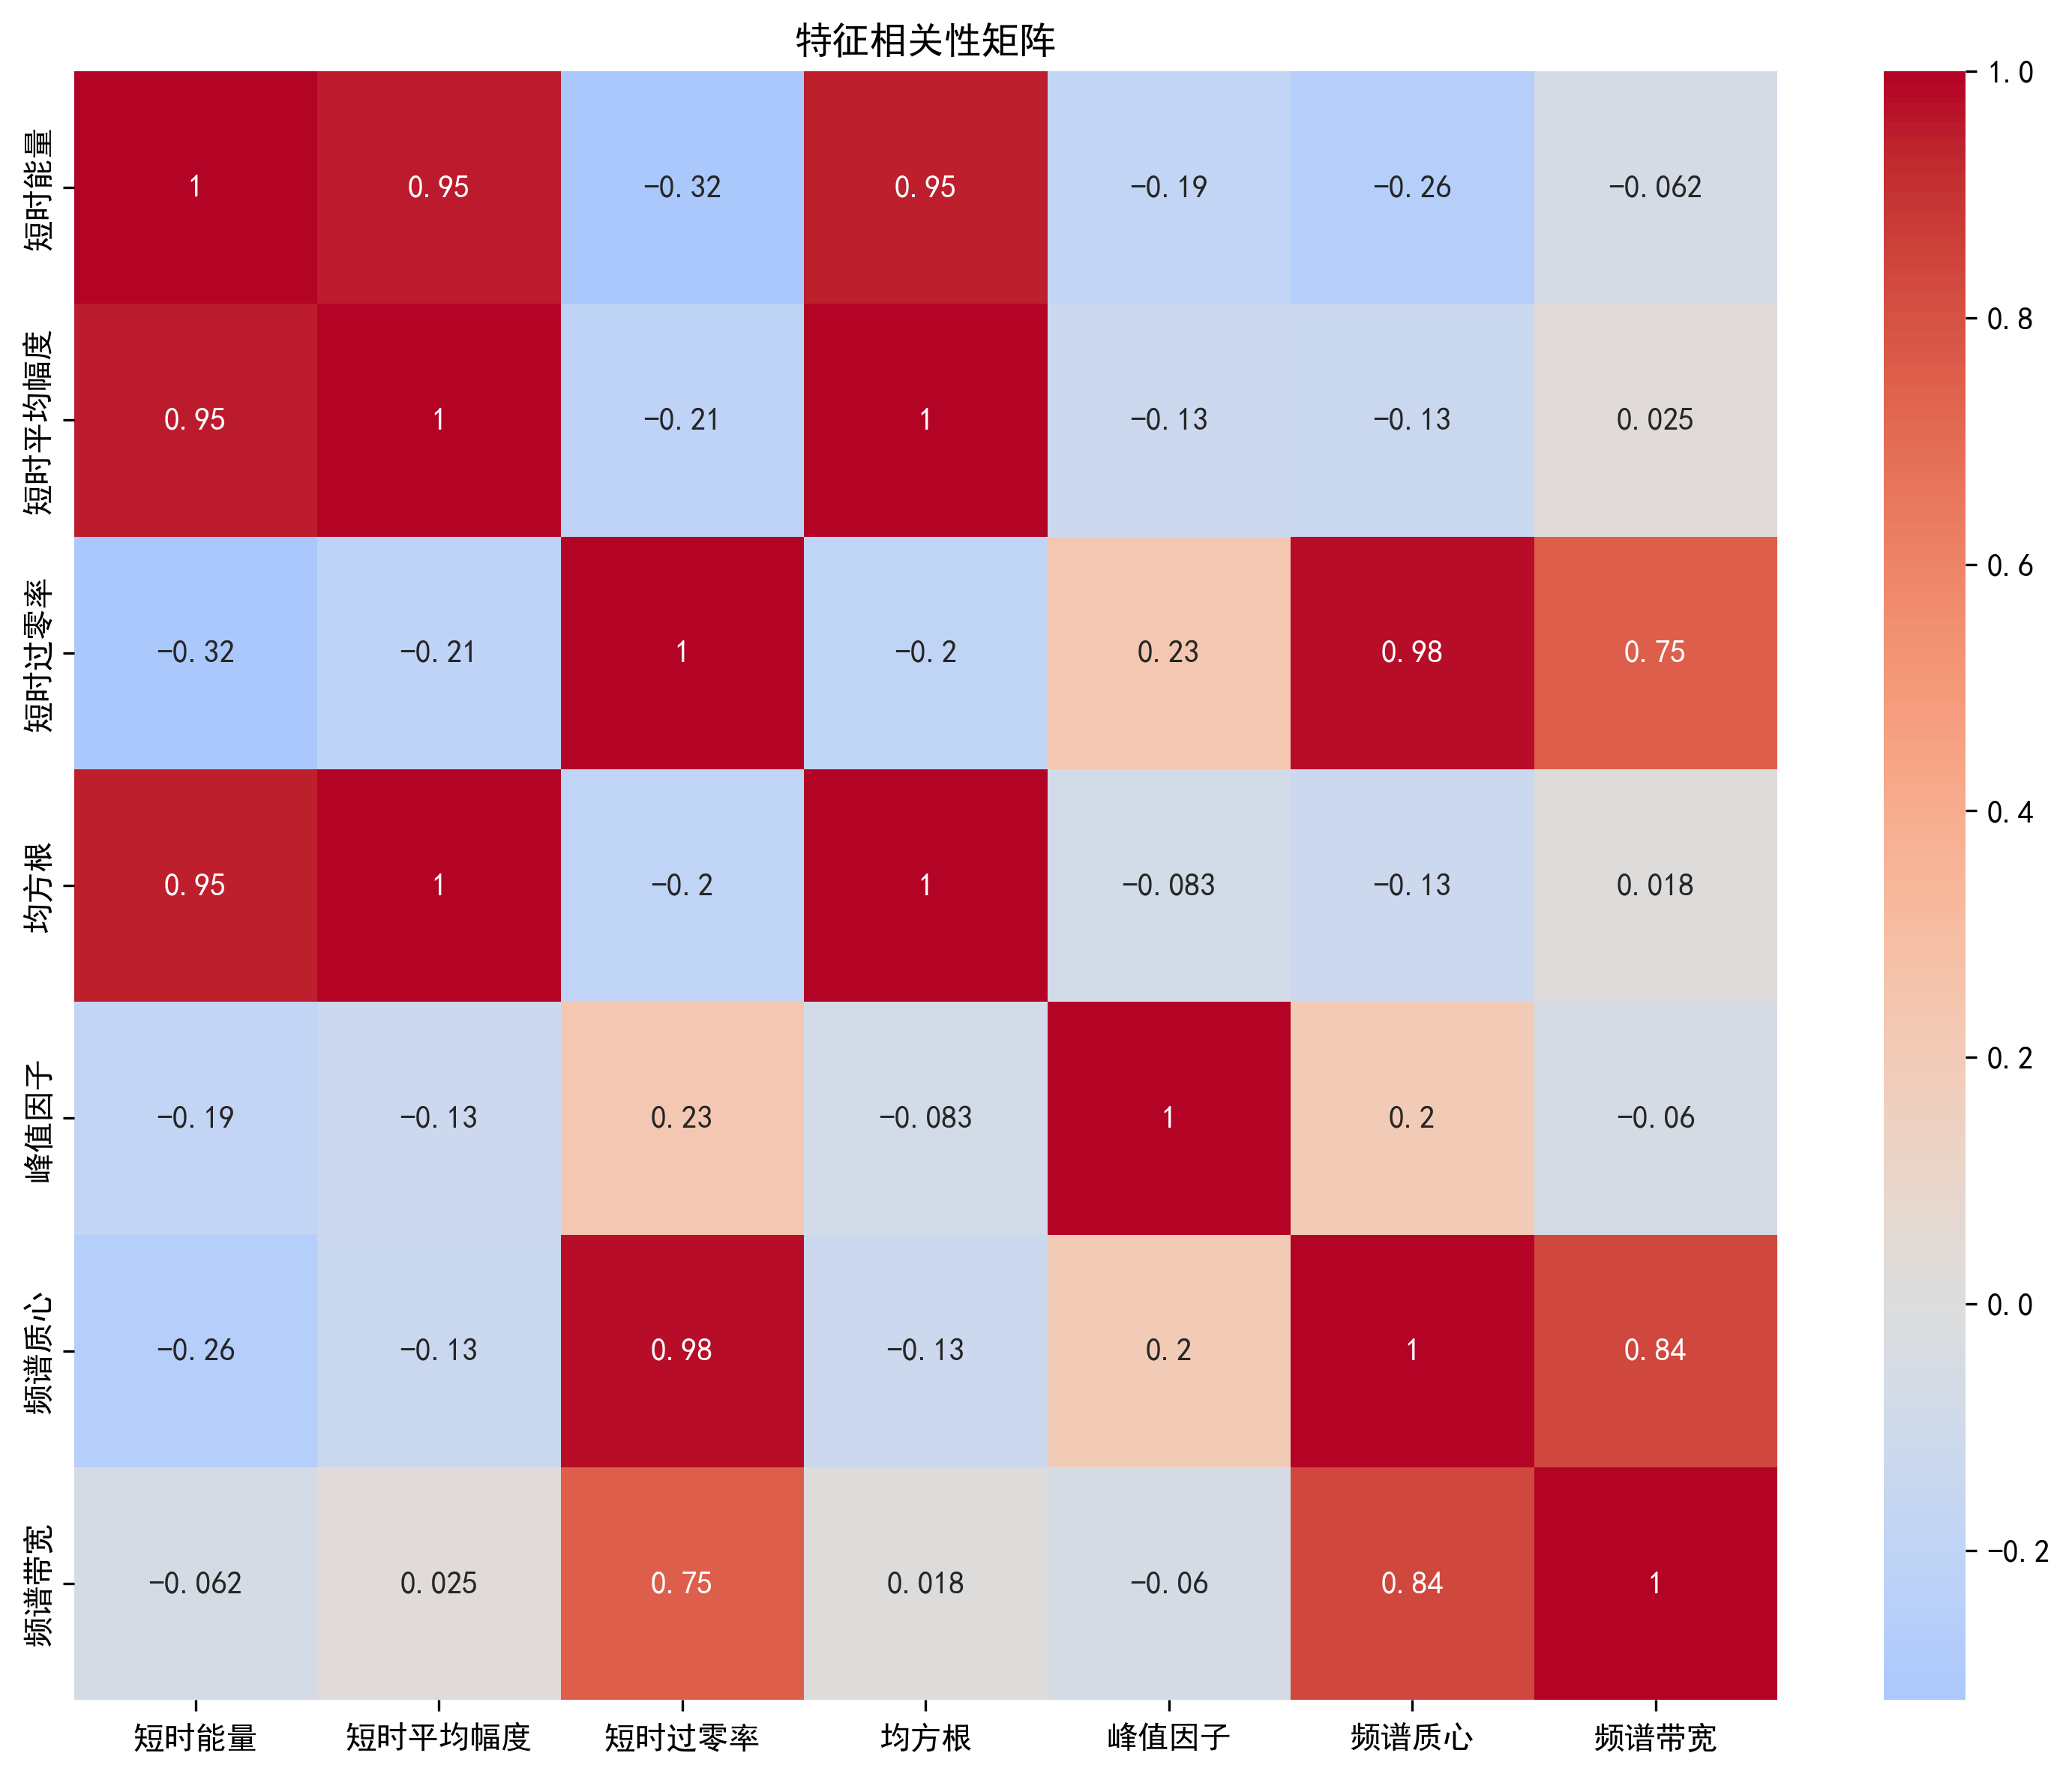 特征相关性矩阵
短时能量 1 0.95 −0.32 0.95 −0.19 −0.26 −0.062
短时平均幅度 0.95 1 −0.21 1 −0.13 −0.13 0.025
短时过零率 −0.32 −0.21 1 −0.2 0.23 0.98 0.75
均方根 0.95 1 −0.2 1 −0.083 −0.13 0.018
峰值因子 −0.19 −0.13 0.23 −0.083 1 0.2 −0.06
频谱质心 −0.26 −0.13 0.98 −0.13 0.2 1 0.84
频谱带宽 −0.062 0.025 0.75 0.018 −0.06 0.84 1
短时能量 短时平均幅度 短时过零率 均方根 峰值因子 频谱质心 频谱带宽
1.0
0.8
0.6
0.4
0.2
0.0
−0.2